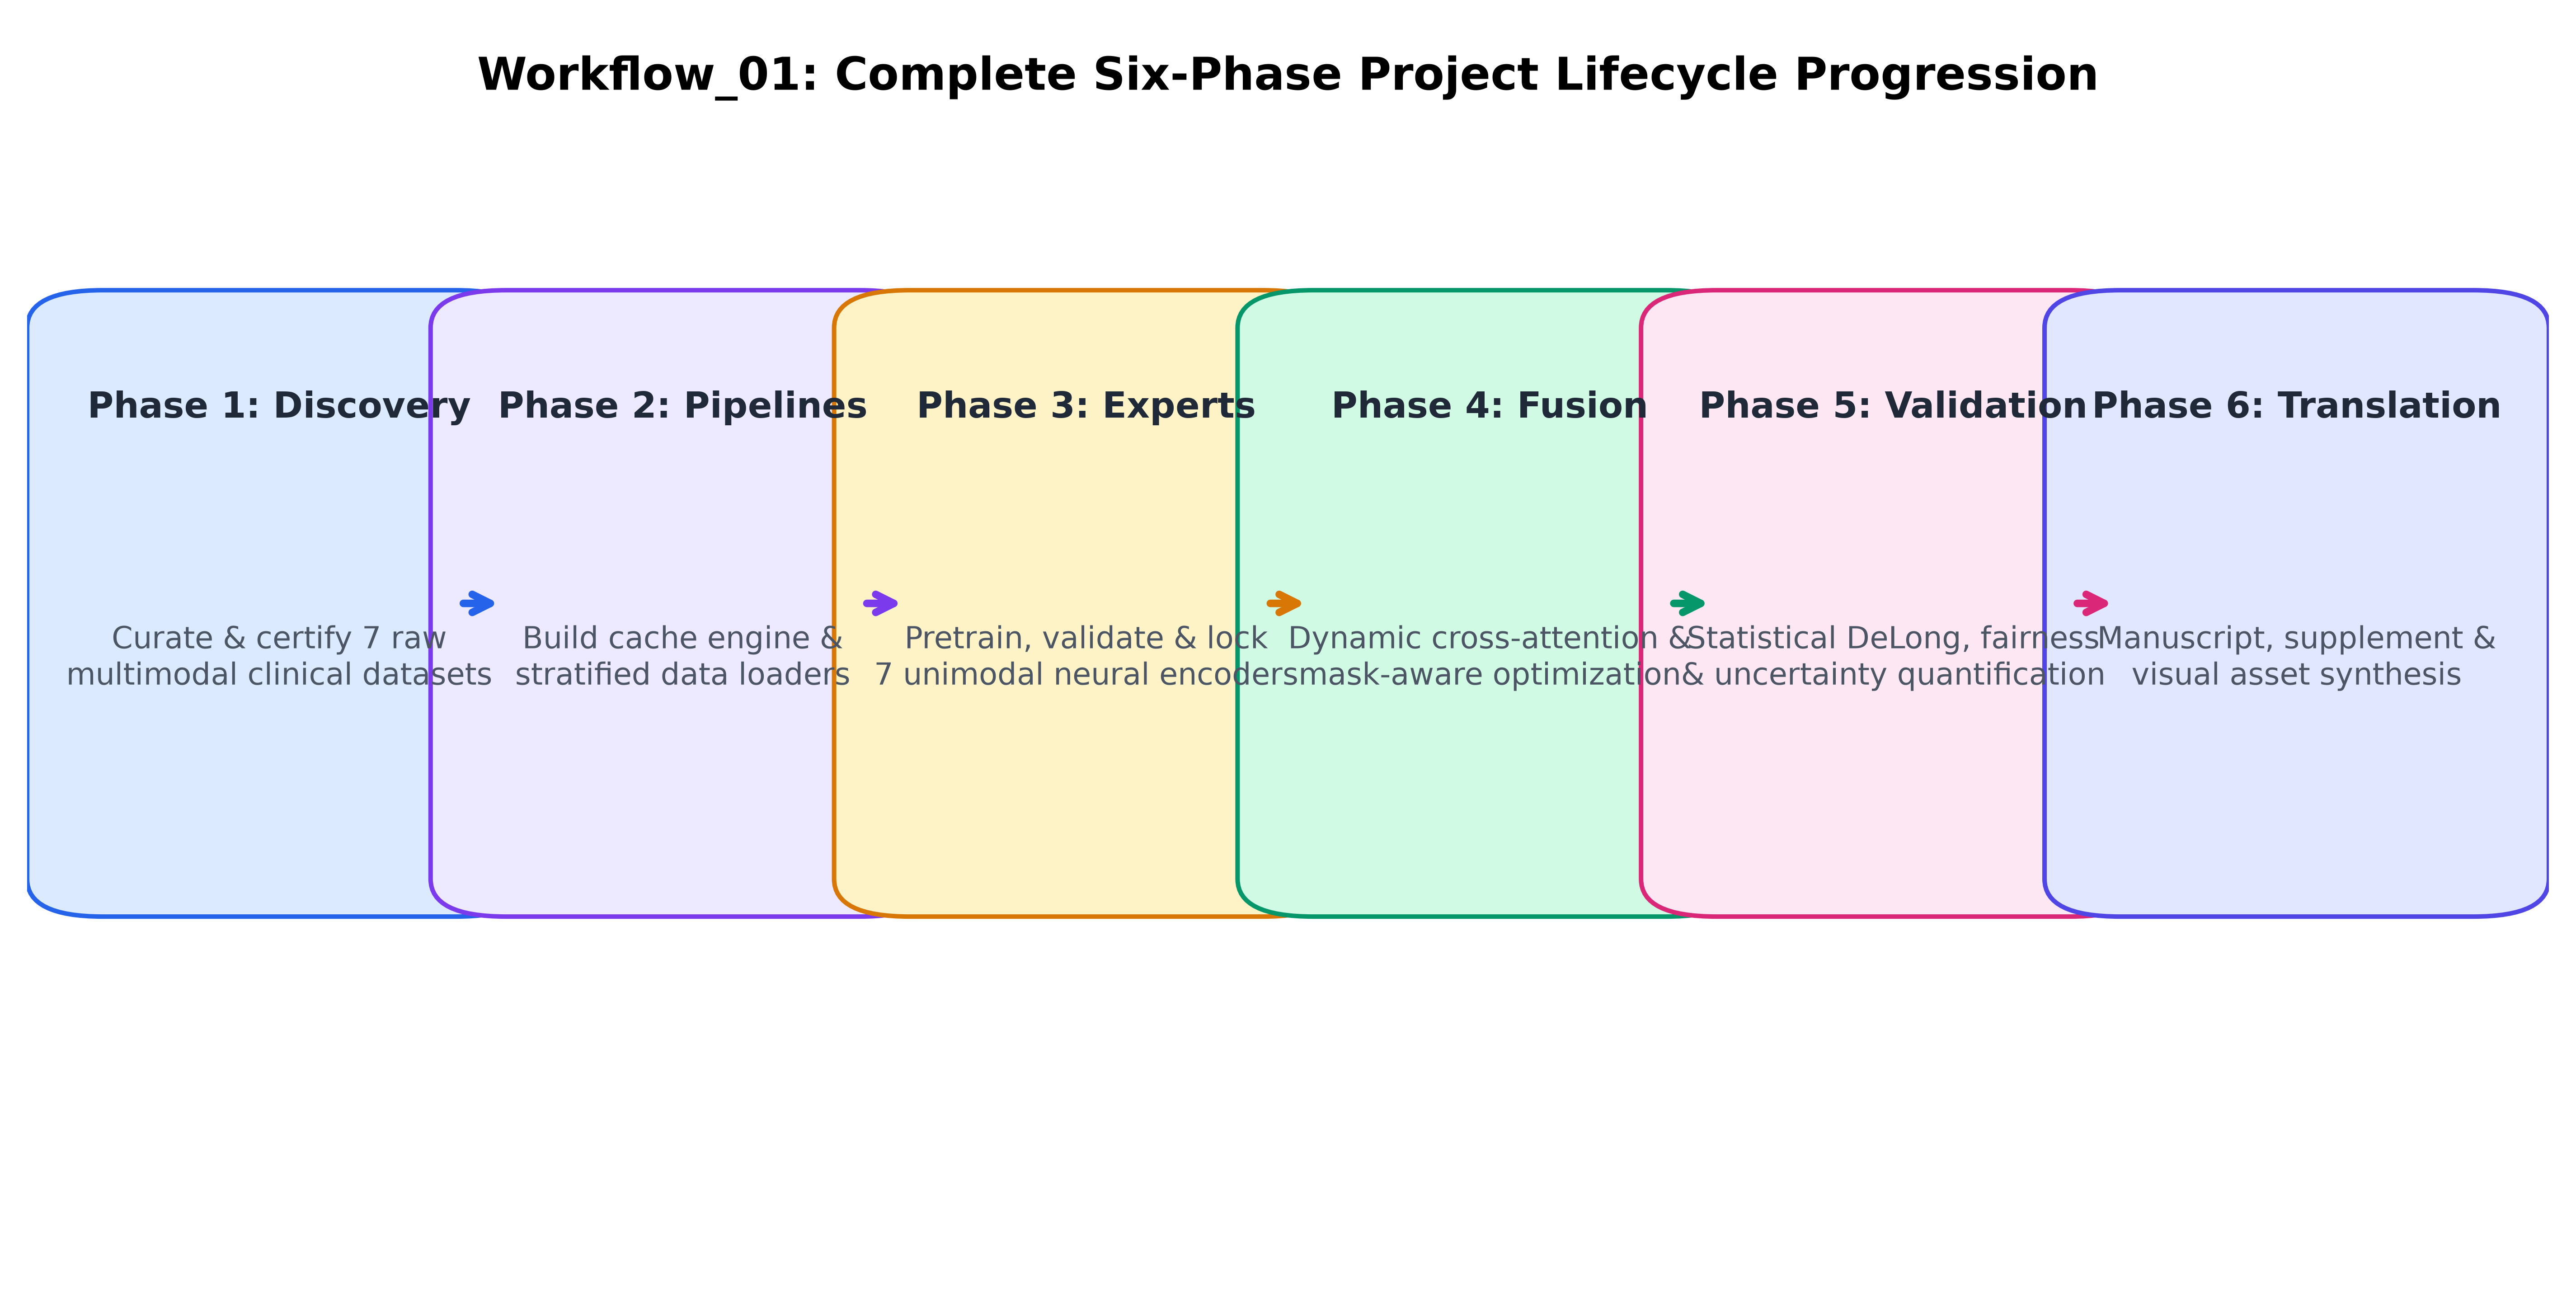 Workflow_01: Complete Six-Phase Project Lifecycle Progression
Phase 1: Discovery
Curate & certify 7 raw
multimodal clinical datasets
Phase 2: Pipelines
Build cache engine &
stratified data loaders
Phase 3: Experts
Pretrain, validate & lock
7 unimodal neural encoders
Phase 4: Fusion
Dynamic cross-attention &
mask-aware optimization
Phase 5: Validation
Statistical DeLong, fairness
& uncertainty quantification
Phase 6: Translation
Manuscript, supplement &
visual asset synthesis